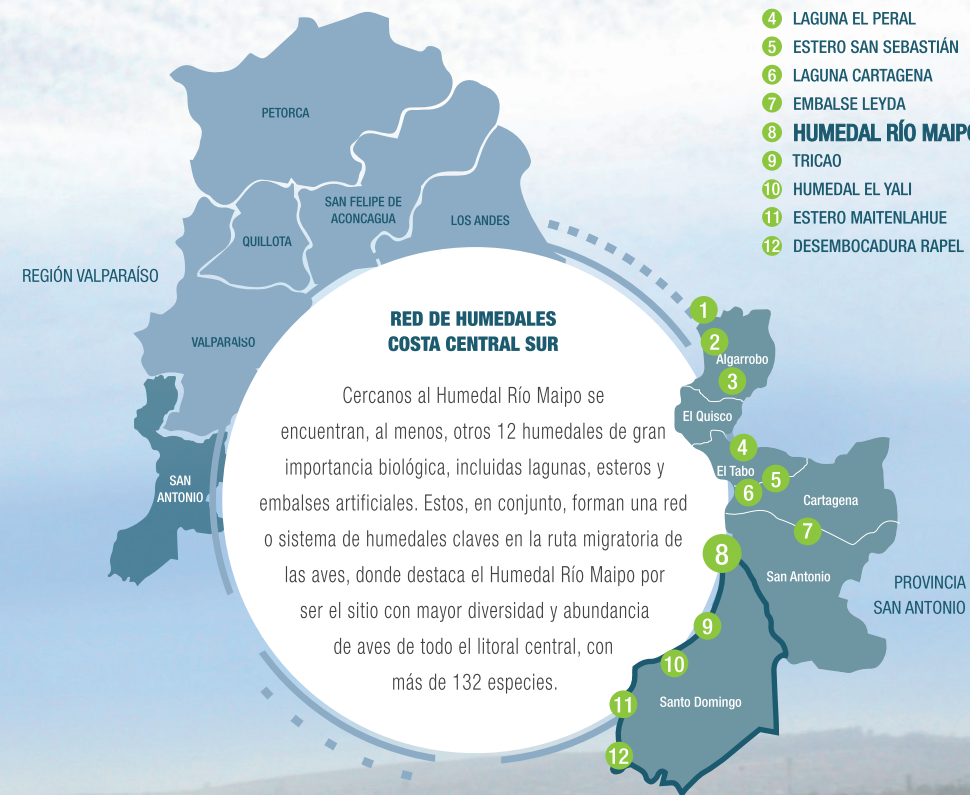 4 LAGUNA EL PERAL
5 ESTERO SAN SEBASTIÁN
6 LAGUNA CARTAGENA
7 EMBALSE LEYDA
8 HUMEDAL RÍO MAIPO
9 TRICAO
10 HUMEDAL EL YALI
11 ESTERO MAITENLAHUE
12 DESEMBOCADURA RAPEL
PETORCA
SAN FELIPE DE
ACONCAGUA
LOS ANDES
QUILLOTA
REGIÓN VALPARAÍSO
VALPARAÍSO
SAN
ANTONIO
RED DE HUMEDALES
COSTA CENTRAL SUR
Cercanos al Humedal Río Maipo se
encuentran, al menos, otros 12 humedales de gran
importancia biológica, incluidas lagunas, esteros y
embalses artificiales. Estos, en conjunto, forman una red
o sistema de humedales claves en la ruta migratoria de
las aves, donde destaca el Humedal Río Maipo por
ser el sitio con mayor diversidad y abundancia
de aves de todo el litoral central, con
más de 132 especies.
1
2
Algarrobo
3
El Quisco
4
El Tabo
5
6
Cartagena
7
8
San Antonio
PROVINCIA
SAN ANTONIO
9
10
Santo Domingo
11
12